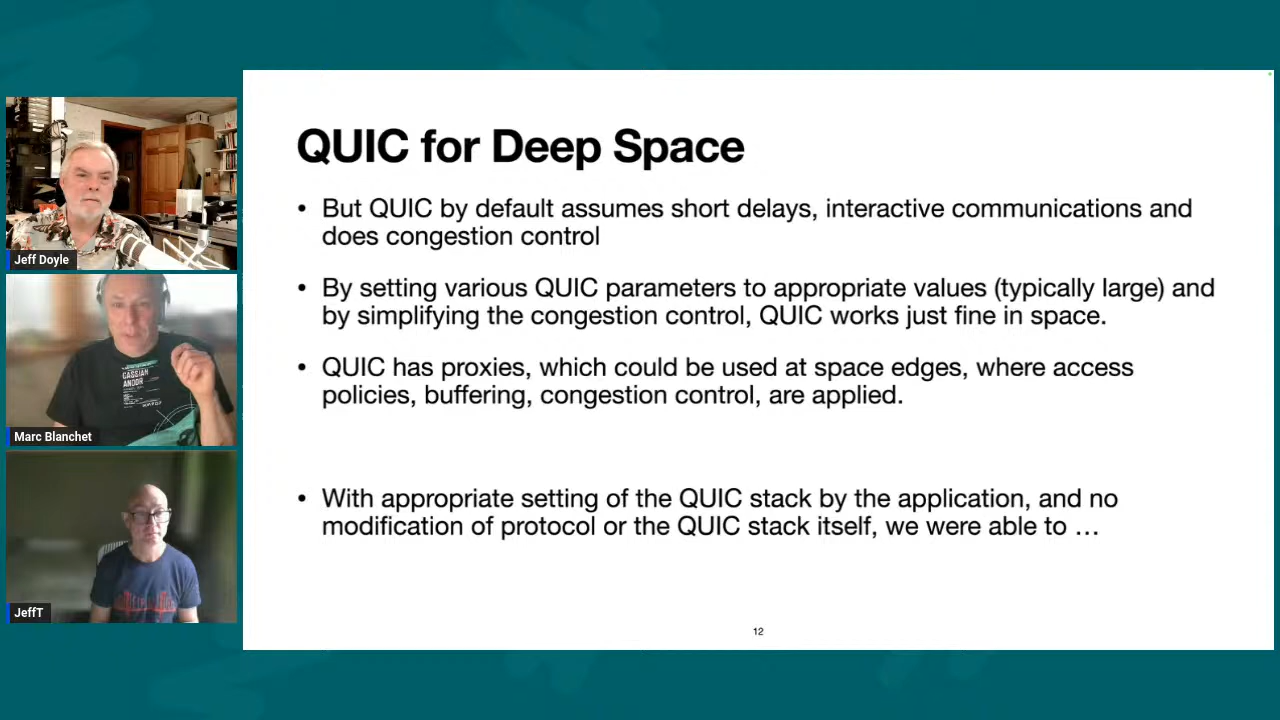 QUIC for Deep Space
• But QUIC by default assumes short delays, interactive communications and
does congestion control
• By setting various QUIC parameters to appropriate values (typically large) and
by simplifying the congestion control, QUIC works just fine in space.
• QUIC has proxies, which could be used at space edges, where access
policies, buffering, congestion control, are applied.
• With appropriate setting of the QUIC stack by the application, and no
modification of protocol or the QUIC stack itself, we were able to …
12
Jeff Doyle
CASSIAN
ANDOR
Marc Blanchet
JeffT